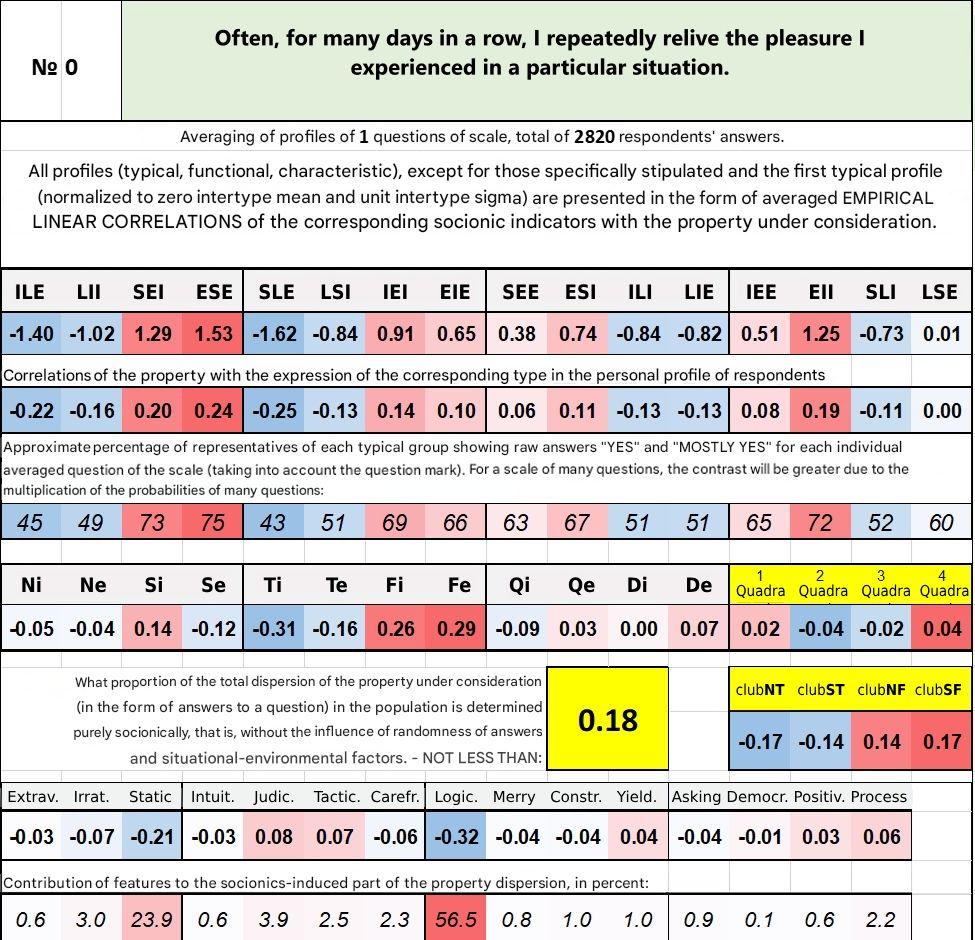 № 0
Often, for many days in a row, I repeatedly relive the pleasure I
experienced in a particular situation.
Averaging of profiles of 1 questions of scale, total of 2820 respondents' answers.
All profiles (typical, functional, characteristic), except for those specifically stipulated and the first typical profile
(normalized to zero intertype mean and unit intertype sigma) are presented in the form of averaged EMPIRICAL
LINEAR CORRELATIONS of the corresponding socionic indicators with the property under consideration.
ILE LII SEI ESE SLE LSI IEI EIE SEE ESI ILI LIE IEE EII SLI LSE
-1.40 -1.02 1.29 1.53 -1.62 -0.84 0.91 0.65 0.38 0.74 -0.84 -0.82 0.51 1.25 -0.73 0.01
Correlations of the property with the expression of the corresponding type in the personal profile of respondents
-0.22 -0.16 0.20 0.24 -0.25 -0.13 0.14 0.10 0.06 0.11 -0.13 -0.13 0.08 0.19 -0.11 0.00
Approximate percentage of representatives of each typical group showing raw answers "YES" and "MOSTLY YES" for each individual
averaged question of the scale (taking into account the question mark). For a scale of many questions, the contrast will be greater due to the
multiplication of the probabilities of many questions:
45 49 73 75 43 51 69 66 63 67 51 51 65 72 52 60
Ni Ne Si Se Ti Te Fi Fe Qi Qe Di De 1 Quadra 2 Quadra 3 Quadra 4 Quadra
-0.05 -0.04 0.14 -0.12 -0.31 -0.16 0.26 0.29 -0.09 0.03 0.00 0.07 0.02 -0.04 -0.02 0.04
What proportion of the total dispersion of the property under consideration
(in the form of answers to a question) in the population is determined
purely socionically, that is, without the influence of randomness of answers
and situational-environmental factors. - NOT LESS THAN:
0.18
clubNT clubST clubNF clubSF
-0.17 -0.14 0.14 0.17
Extrav. Irrat. Static Intuit. Judic. Tactic. Carefr. Logic. Merry Constr. Yield. Asking Democr. Positiv. Process
-0.03 -0.07 -0.21 -0.03 0.08 0.07 -0.06 -0.32 -0.04 -0.04 0.04 -0.04 -0.01 0.03 0.06
Contribution of features to the socionics-induced part of the property dispersion, in percent:
0.6 3.0 23.9 0.6 3.9 2.5 2.3 56.5 0.8 1.0 1.0 0.9 0.1 0.6 2.2